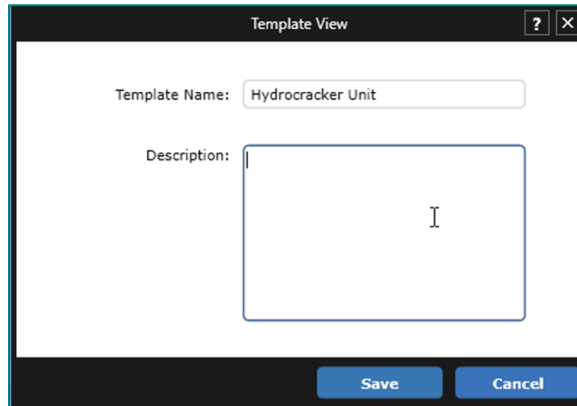 Template View ?
Template Name: Hydrocracker Unit
Description:
Save Cancel